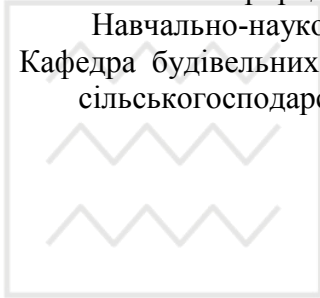 Навчально-науко
Кафедра будівельних
сільськогосподар